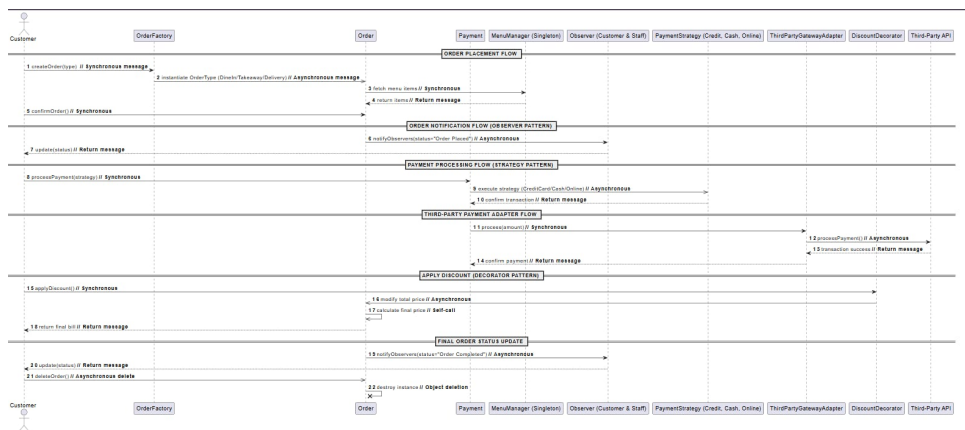 Customer
OrderFactory
Order
Payment
MenuManager (Singleton)
Observer (Customer & Staff)
PaymentStrategy (Credit, Cash, Online)
ThirdPartyGatewayAdapter
DiscountDecorator
Third-Party API
ORDER PLACEMENT FLOW
1 createOrder(type) // Synchronous message
2 instantiate OrderType (DineIn/Takeaway/Delivery) // Asynchronous message
3 fetch menu items // Synchronous
4 return items // Return message
5 confirmOrder() // Synchronous
ORDER NOTIFICATION FLOW (OBSERVER PATTERN)
6 notifyObservers(status="Order Placed") // Asynchronous
7 update(status) // Return message
PAYMENT PROCESSING FLOW (STRATEGY PATTERN)
8 processPayment(strategy) // Synchronous
9 execute strategy (CreditCard/Cash/Online) // Asynchronous
10 confirm transaction // Return message
THIRD-PARTY PAYMENT ADAPTER FLOW
11 process(amount) // Synchronous
12 processPayment() // Asynchronous
13 transaction success // Return message
14 confirm payment // Return message
APPLY DISCOUNT (DECORATOR PATTERN)
15 applyDiscount() // Synchronous
16 modify total price // Asynchronous
17 calculate final price // Self-call
18 return final bill // Return message
FINAL ORDER STATUS UPDATE
19 notifyObservers(status="Order Completed") // Asynchronous
20 update(status) // Return message
21 deleteOrder() // Asynchronous delete
22 destroy instance // Object deletion
Customer
OrderFactory
Order
Payment
MenuManager (Singleton)
Observer (Customer & Staff)
PaymentStrategy (Credit, Cash, Online)
ThirdPartyGatewayAdapter
DiscountDecorator
Third-Party API